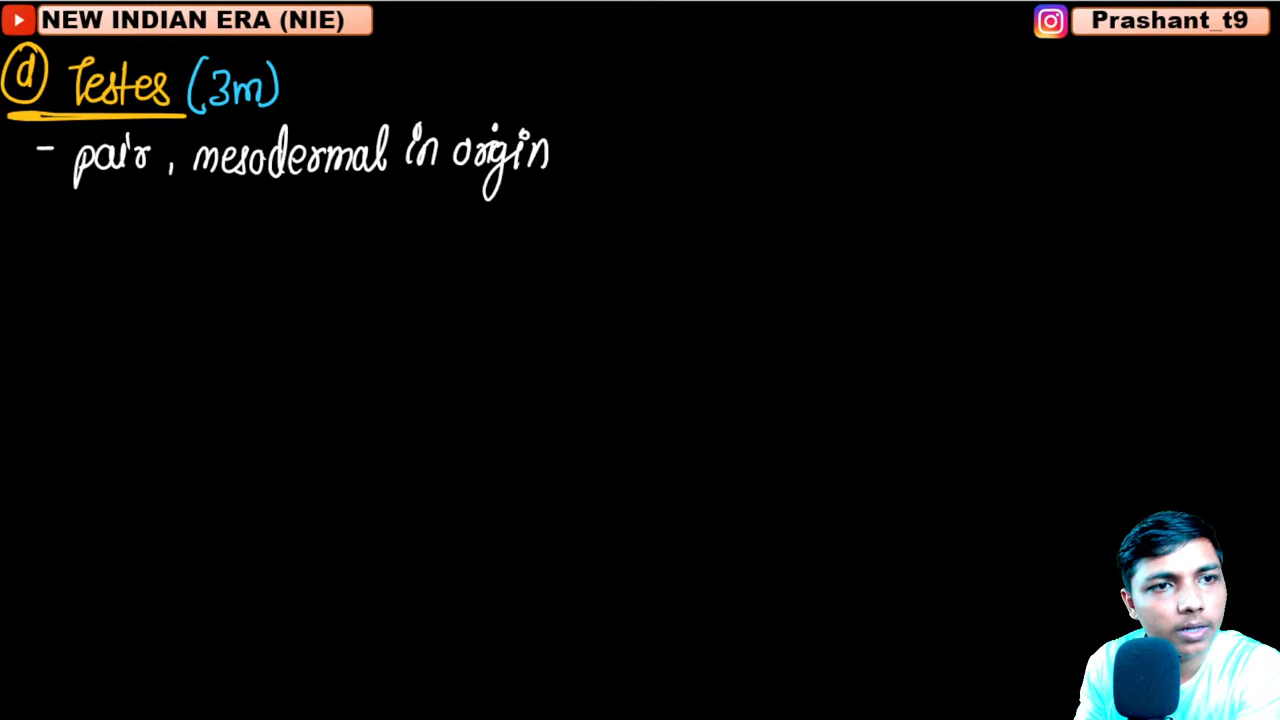 NEW INDIAN ERA (NIE)
Prashant_t9
d Testes (3m)
- pair, mesodermal in origin